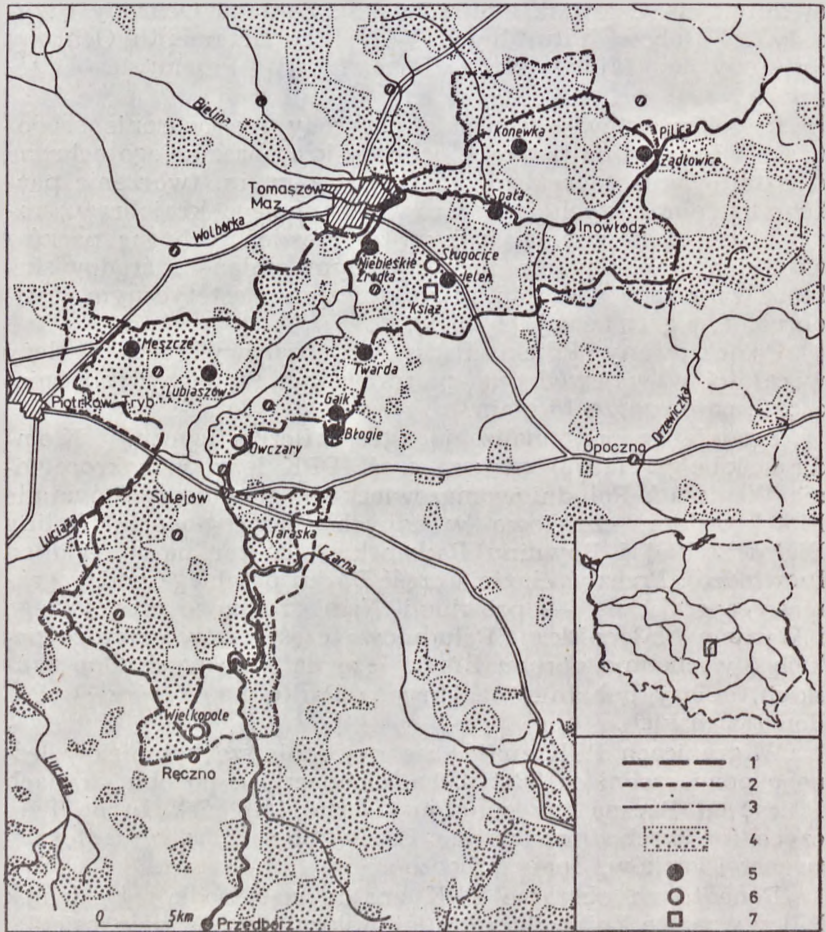 Bielina
Konewka
Pilica
Żądłowice
Tomaszów
Maz.
Spała
Inowłódz
Wolbórka
Sługocice
Niebieskie
Źródła
Jeleń
Książ
Meszcze
Twarda
Lubiaszów
Piotrków Tryb.
Gaik
Błogie
Drzewiczka
Owczary
Opoczno
Sulejów
Luciąża
Taraska
Czarna
Wielkopole
Ręczno
Luciąża
1
2
3
4
5
6
7
0 5km
Przedbórz